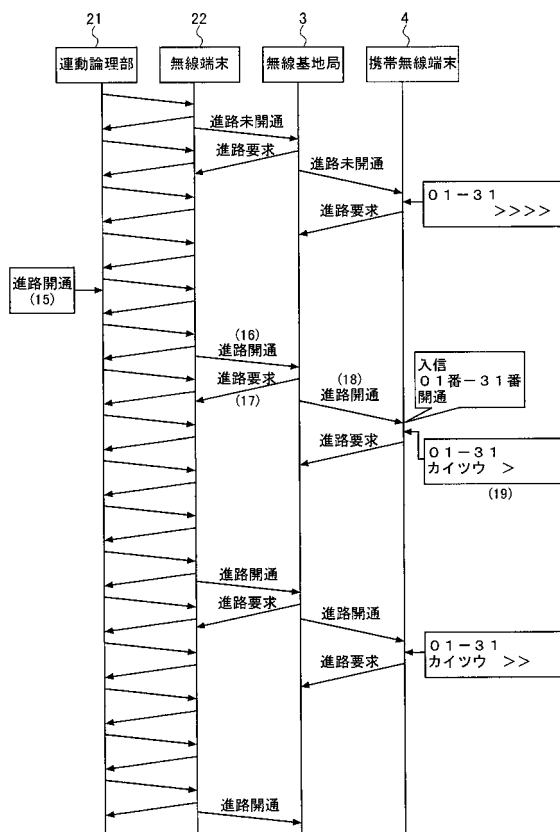 21
22
3
4
連動論理部
無線端末
無線基地局
携帯無線端末
進路未開通
進路要求
進路未開通
01-31
>>>>
進路要求
進路開通
(15)
(16)
進路開通
進路要求
(17)
(18)
進路開通
入信
01番-31番
開通
進路要求
01-31
カイツウ >
(19)
進路開通
進路要求
進路開通
01-31
カイツウ >>
進路要求
進路開通